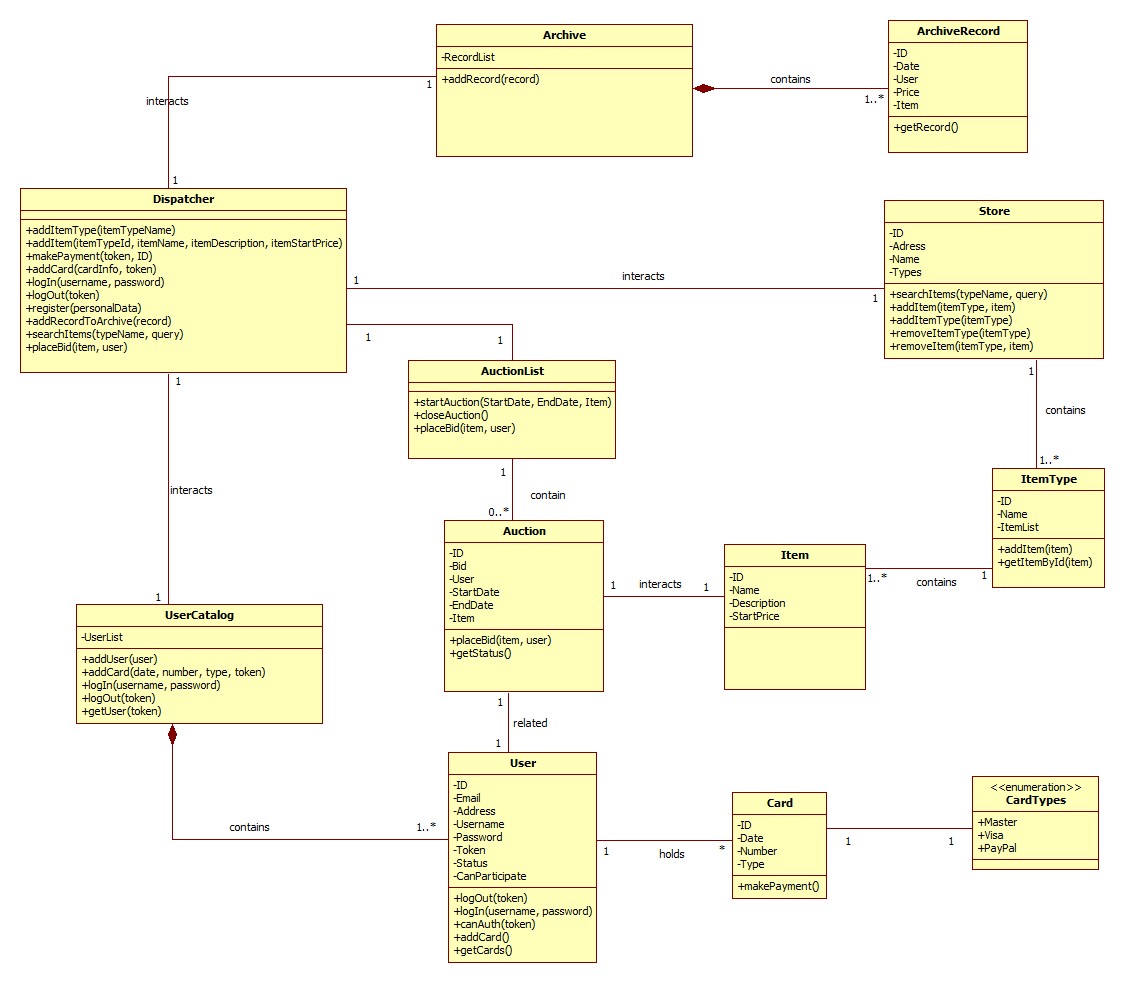 Archive
-RecordList
+addRecord(record)
contains
1..*
ArchiveRecord
-ID
-Date
-User
-Price
-Item
+getRecord()
1
interacts
1
Dispatcher
+addItemType(itemTypeName)
+addItem(itemTypeId, itemName, itemDescription, itemStartPrice)
+makePayment(token, ID)
+addCard(cardInfo, token)
+logIn(username, password)
+logOut(token)
+register(personalData)
+addRecordToArchive(record)
+searchItems(typeName, query)
+placeBid(item, user)
1
interacts
1
Store
-ID
-Adress
-Name
-Types
+searchItems(typeName, query)
+addItem(itemType, item)
+addItemType(itemType)
+removeItemType(itemType)
+removeItem(itemType, item)
1
1
AuctionList
+startAuction(StartDate, EndDate, Item)
+closeAuction()
+placeBid(item, user)
1
contains
1..*
ItemType
-ID
-Name
-ItemList
+addItem(item)
+getItemById(item)
1
contain
0..*
Auction
-ID
-Bid
-User
-StartDate
-EndDate
-Item
+placeBid(item, user)
+getStatus()
1
interacts
1
Item
-ID
-Name
-Description
-StartPrice
1..*
contains
1
1
interacts
1
UserCatalog
-UserList
+addUser(user)
+addCard(date, number, type, token)
+logIn(username, password)
+logOut(token)
+getUser(token)
1
related
1
contains
1..*
User
-ID
-Email
-Address
-Username
-Password
-Token
-Status
-CanParticipate
+logOut(token)
+logIn(username, password)
+canAuth(token)
+addCard()
+getCards()
1
holds
*
Card
-ID
-Date
-Number
-Type
+makePayment()
1
1
<<enumeration>>
CardTypes
+Master
+Visa
+PayPal